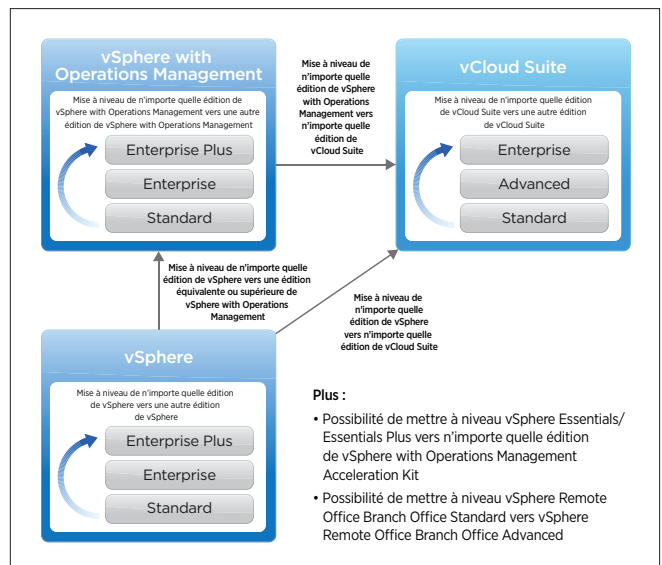 vSphere with
Operations Management
Mise à niveau de n'importe quelle édition de
vSphere with Operations Management vers une autre
édition de vSphere with Operations Management
Enterprise Plus
Enterprise
Standard
Mise à niveau de
n'importe quelle
édition de vSphere
with Operations
Management vers
n'importe quelle
édition de
vCloud Suite
vCloud Suite
Mise à niveau de n'importe quelle édition
de vCloud Suite vers une autre édition
de vCloud Suite
Enterprise
Advanced
Standard
Mise à niveau de n'importe quelle
édition de vSphere vers une édition
équivalente ou supérieure de
vSphere with Operations
Management
Mise à niveau de
n'importe quelle
édition de vSphere
vers n'importe quelle
édition de vCloud Suite
vSphere
Mise à niveau de n'importe quelle édition
de vSphere vers une autre édition
de vSphere
Enterprise Plus
Enterprise
Standard
Plus :
• Possibilité de mettre à niveau vSphere Essentials/
Essentials Plus vers n'importe quelle édition
de vSphere with Operations Management
Acceleration Kit
• Possibilité de mettre à niveau vSphere Remote
Office Branch Office Standard vers vSphere
Remote Office Branch Office Advanced